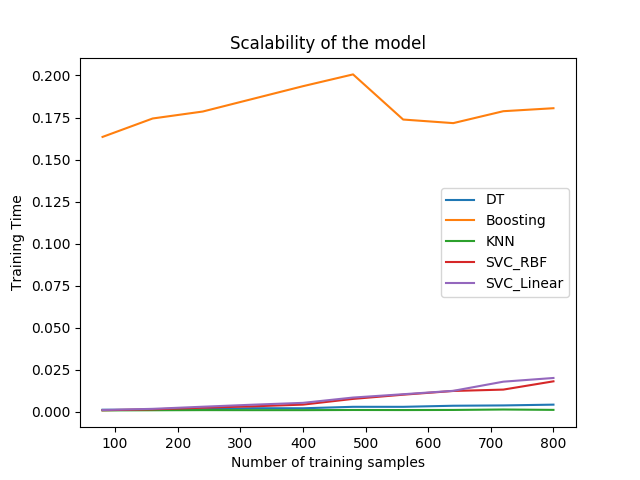 Scalability of the model
Training Time
0.200
0.175
0.150
0.125
0.100
0.075
0.050
0.025
0.000
DT
Boosting
KNN
SVC_RBF
SVC_Linear
100 200 300 400 500 600 700 800
Number of training samples